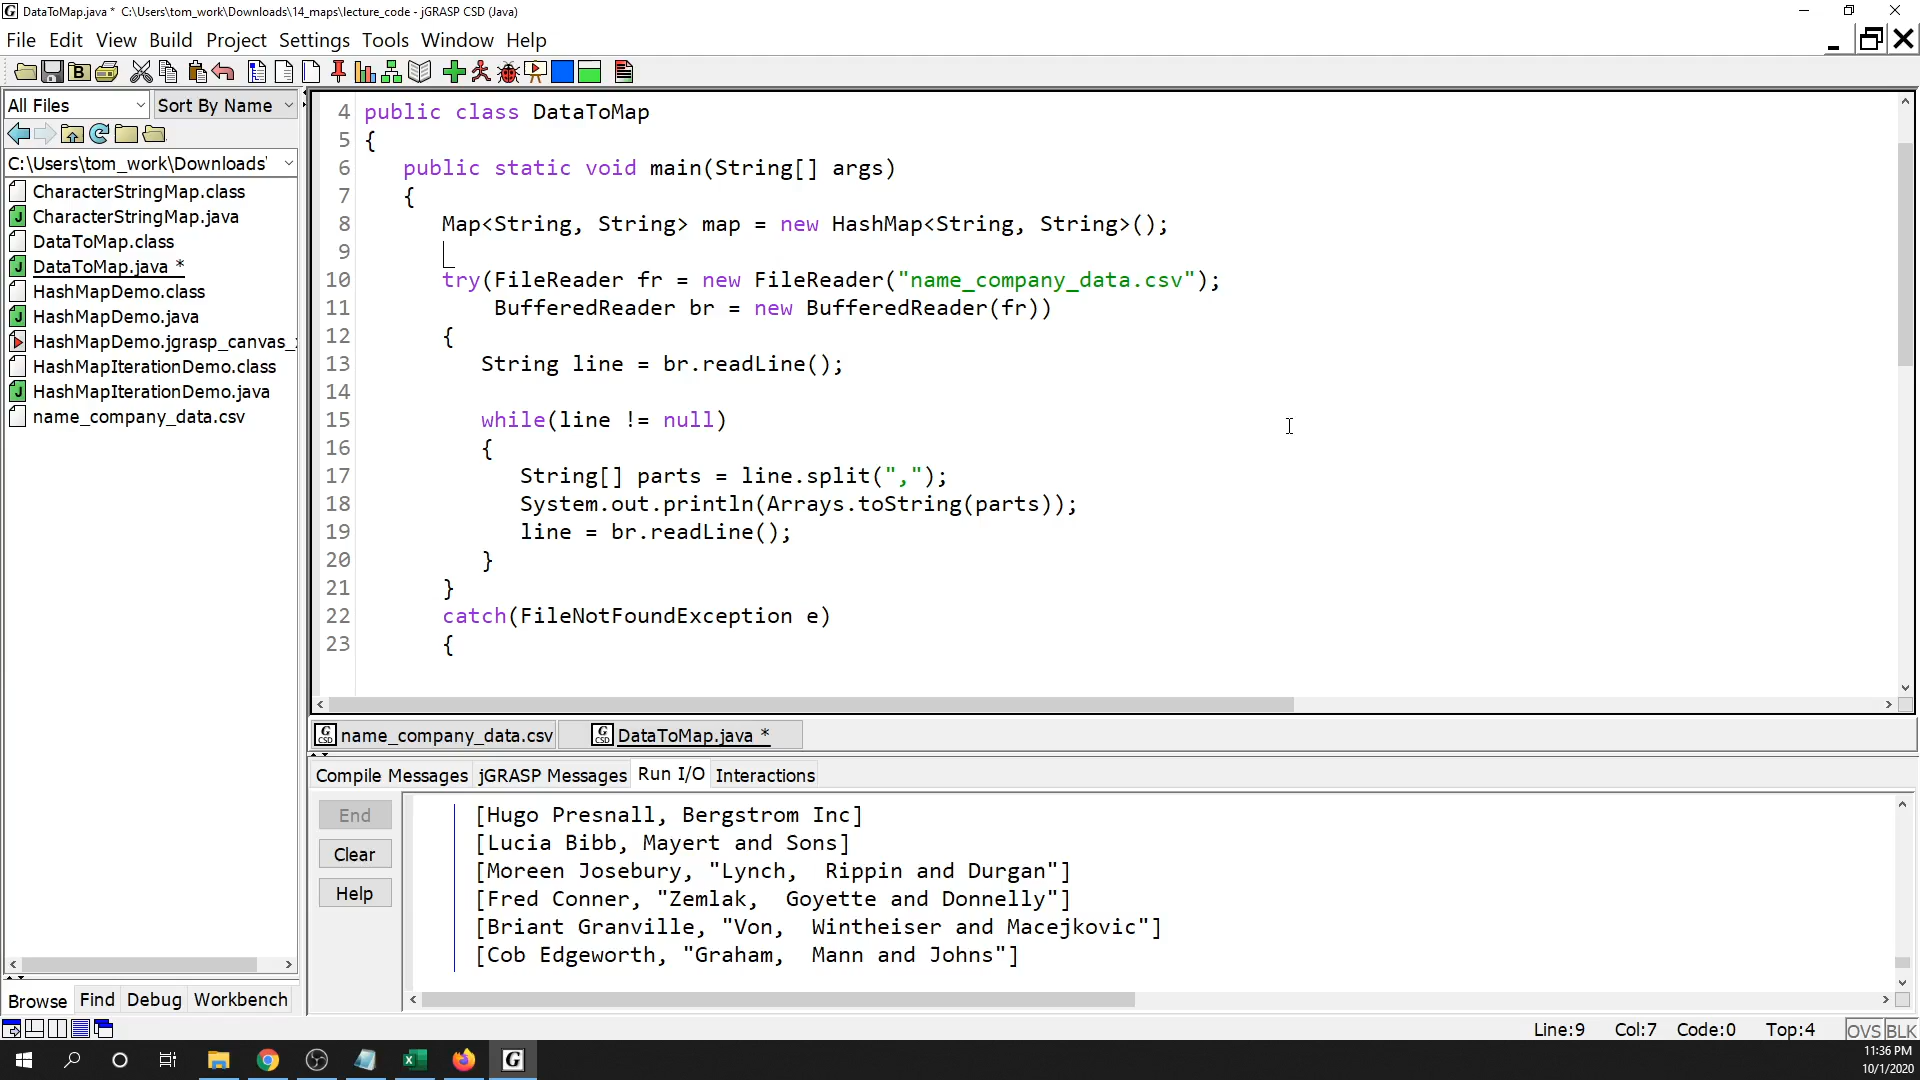 DataToMap.java * C:\Users\tom_work\Downloads\14_maps\lecture_code - jGRASP CSD (Java)
File Edit View Build Project Settings Tools Window Help
All Files Sort By Name
C:\Users\tom_work\Downloads'
CharacterStringMap.class
CharacterStringMap.java
DataToMap.class
DataToMap.java *
HashMapDemo.class
HashMapDemo.java
HashMapDemo.jgrasp_canvas_
HashMapIterationDemo.class
HashMapIterationDemo.java
name_company_data.csv
Browse Find Debug Workbench
4 public class DataToMap
5 {
6 public static void main(String[] args)
7 {
8 Map<String, String> map = new HashMap<String, String>();
9
10 try(FileReader fr = new FileReader("name_company_data.csv");
11 BufferedReader br = new BufferedReader(fr))
12 {
13 String line = br.readLine();
14
15 while(line != null)
16 {
17 String[] parts = line.split(",");
18 System.out.println(Arrays.toString(parts));
19 line = br.readLine();
20 }
21 }
22 catch(FileNotFoundException e)
23 {
name_company_data.csv DataToMap.java *
Compile Messages jGRASP Messages Run I/O Interactions
End
Clear
Help
[Hugo Presnall, Bergstrom Inc]
[Lucia Bibb, Mayert and Sons]
[Moreen Josebury, "Lynch,  Rippin and Durgan"]
[Fred Conner, "Zemlak,  Goyette and Donnelly"]
[Briant Granville, "Von,  Wintheiser and Macejkovic"]
[Cob Edgeworth, "Graham,  Mann and Johns"]
Line:9 Col:7 Code:0 Top:4 OVS BLK
11:36 PM
10/1/2020